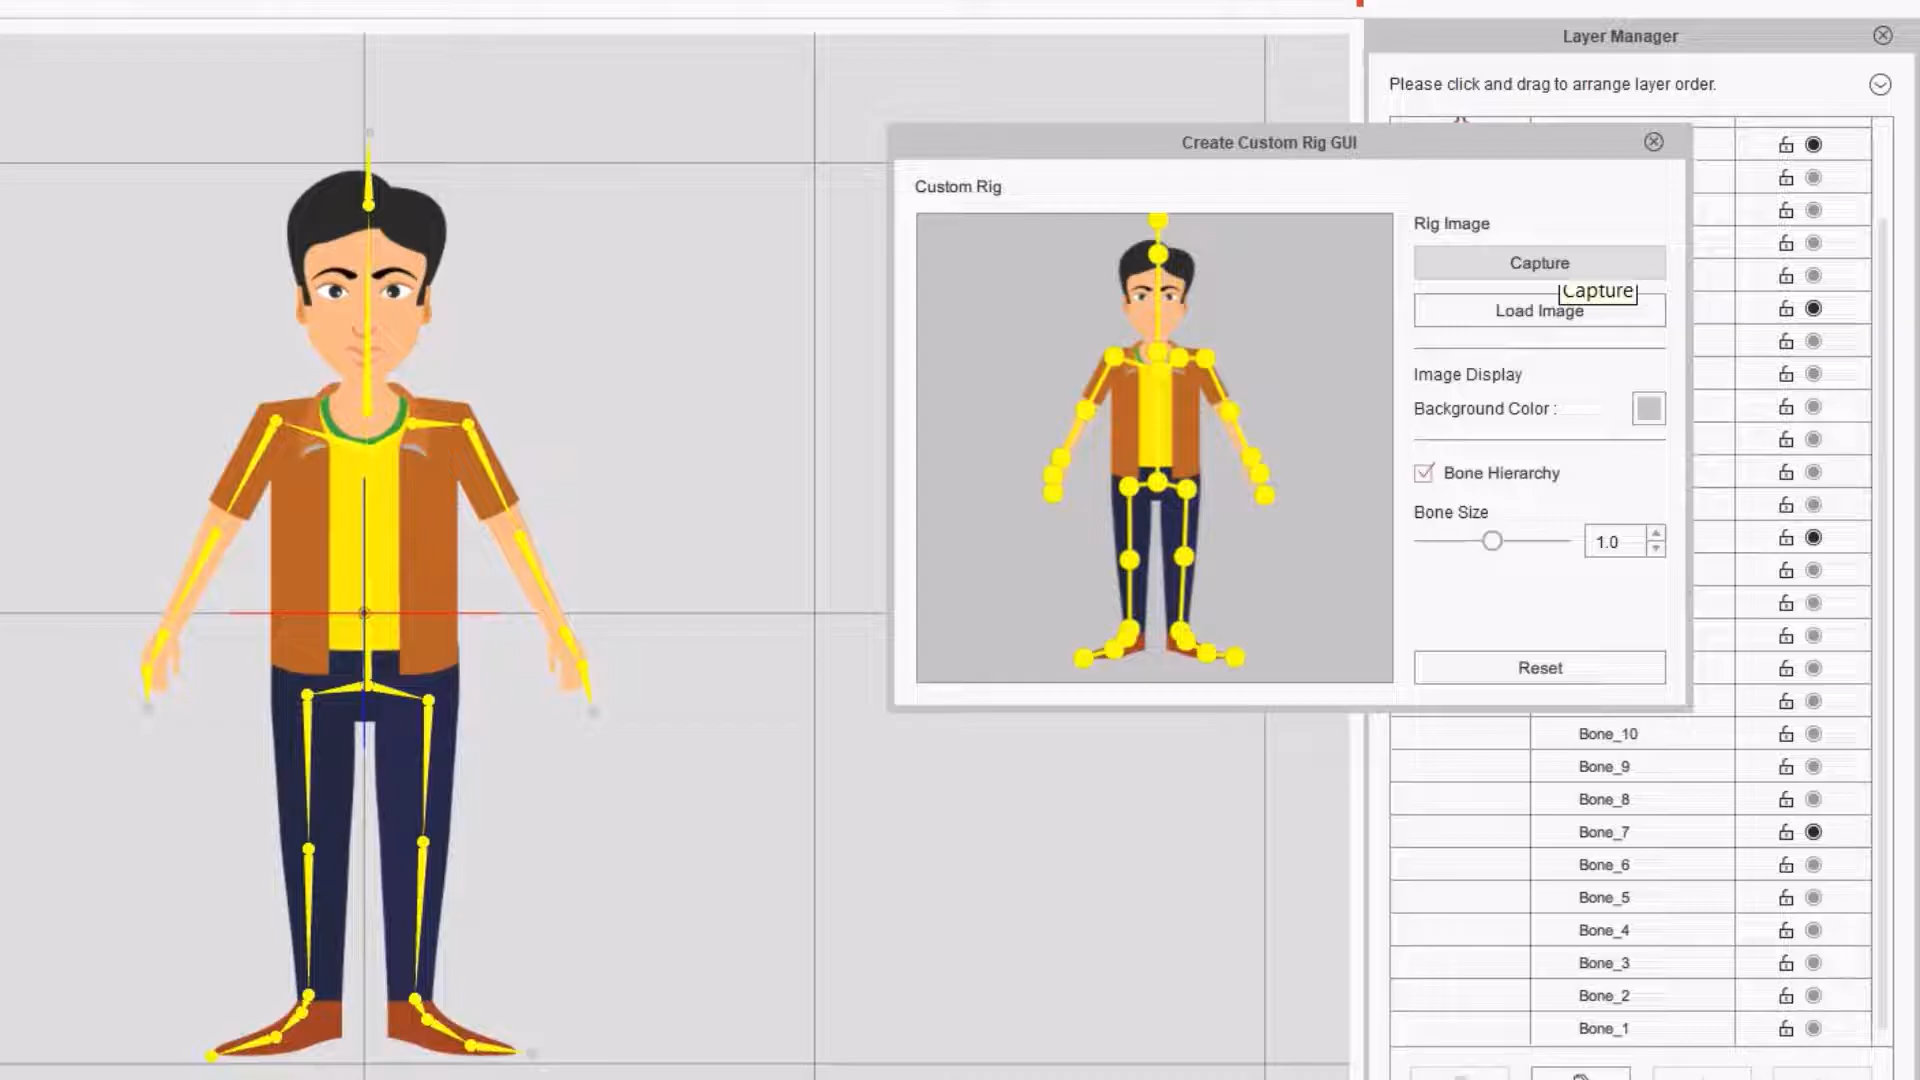 Layer Manager
Please click and drag to arrange layer order.
Create Custom Rig GUI
Custom Rig
Rig Image
Capture
Capture
Load Image
Image Display
Background Color :
Bone Hierarchy
Bone Size
1.0
Reset
Bone_10
Bone_9
Bone_8
Bone_7
Bone_6
Bone_5
Bone_4
Bone_3
Bone_2
Bone_1